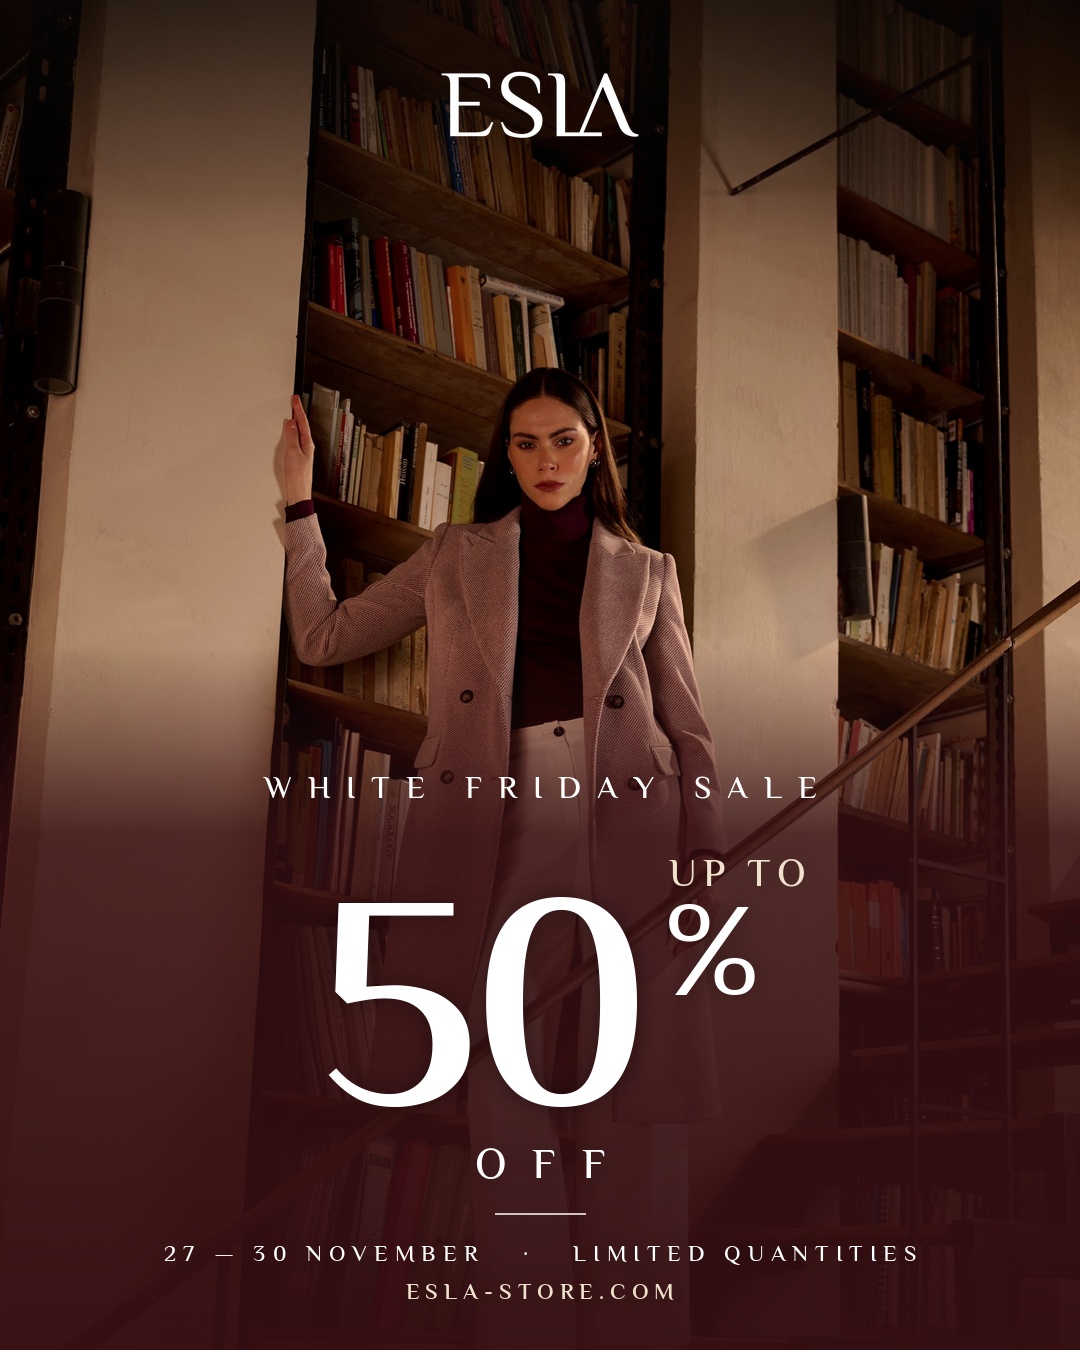 ESLA
WHITE FRIDAY SALE
UP TO
50%
OFF
27 — 30 NOVEMBER · LIMITED QUANTITIES
ESLA-STORE.COM